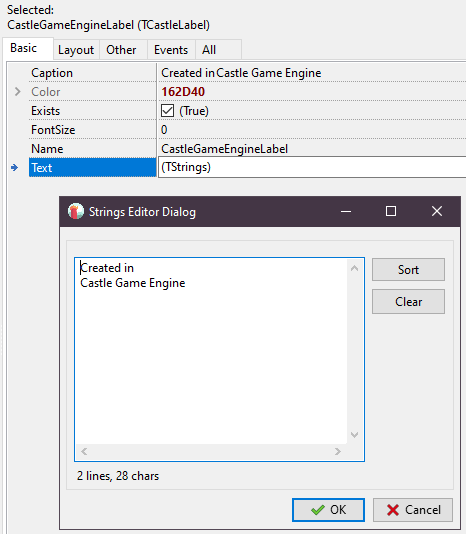 Selected:
CastleGameEngineLabel (TCastleLabel)
Basic Layout Other Events All
Caption Created inCastle Game Engine
Color 162D40
Exists (True)
FontSize 0
Name CastleGameEngineLabel
Text (TStrings)
Strings Editor Dialog
Created in
Castle Game Engine
Sort
Clear
2 lines, 28 chars
OK Cancel